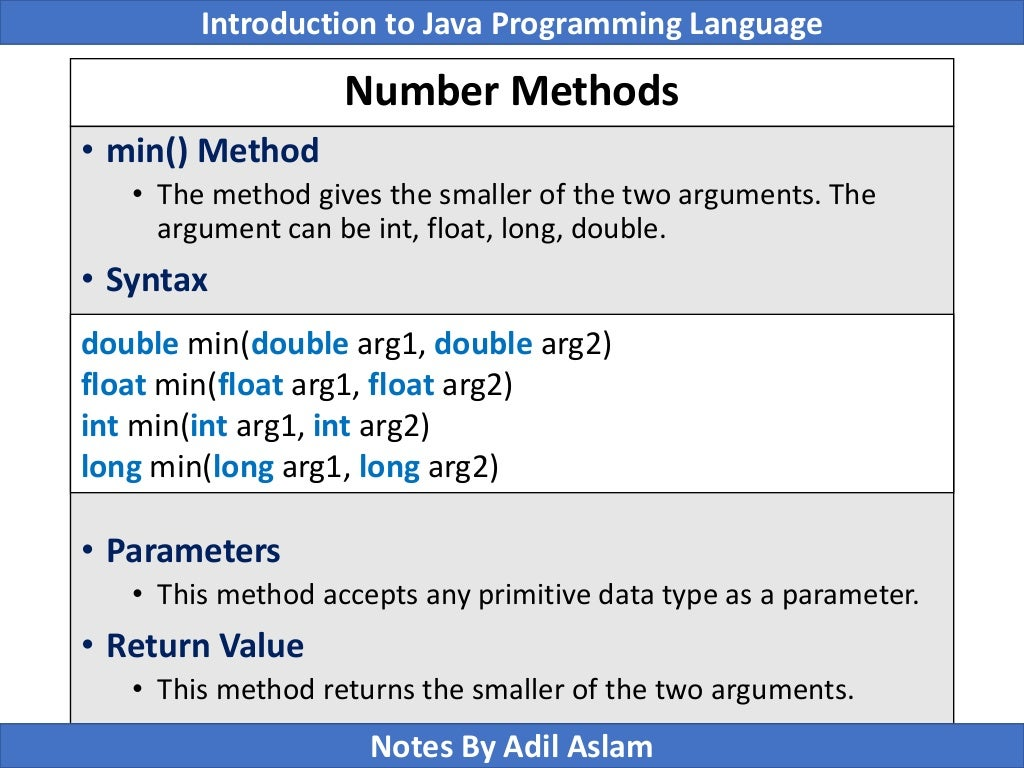 Introduction to Java Programming Language
Number Methods
• min() Method
• The method gives the smaller of the two arguments. The
argument can be int, float, long, double.
• Syntax
double min(double arg1, double arg2)
float min(float arg1, float arg2)
int min(int arg1, int arg2)
long min(long arg1, long arg2)
• Parameters
• This method accepts any primitive data type as a parameter.
• Return Value
• This method returns the smaller of the two arguments.
Notes By Adil Aslam